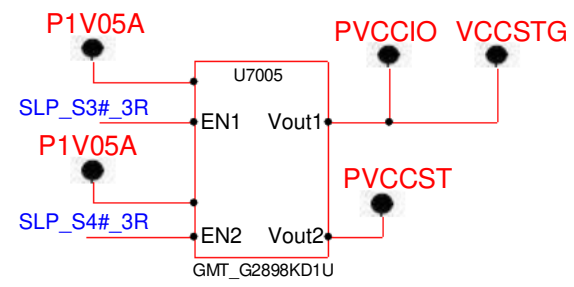 P1V05A
PVCCIO
VCCSTG
U7005
SLP_S3#_3R
EN1
Vout1
P1V05A
PVCCST
SLP_S4#_3R
EN2
Vout2
GMT_G2898KD1U